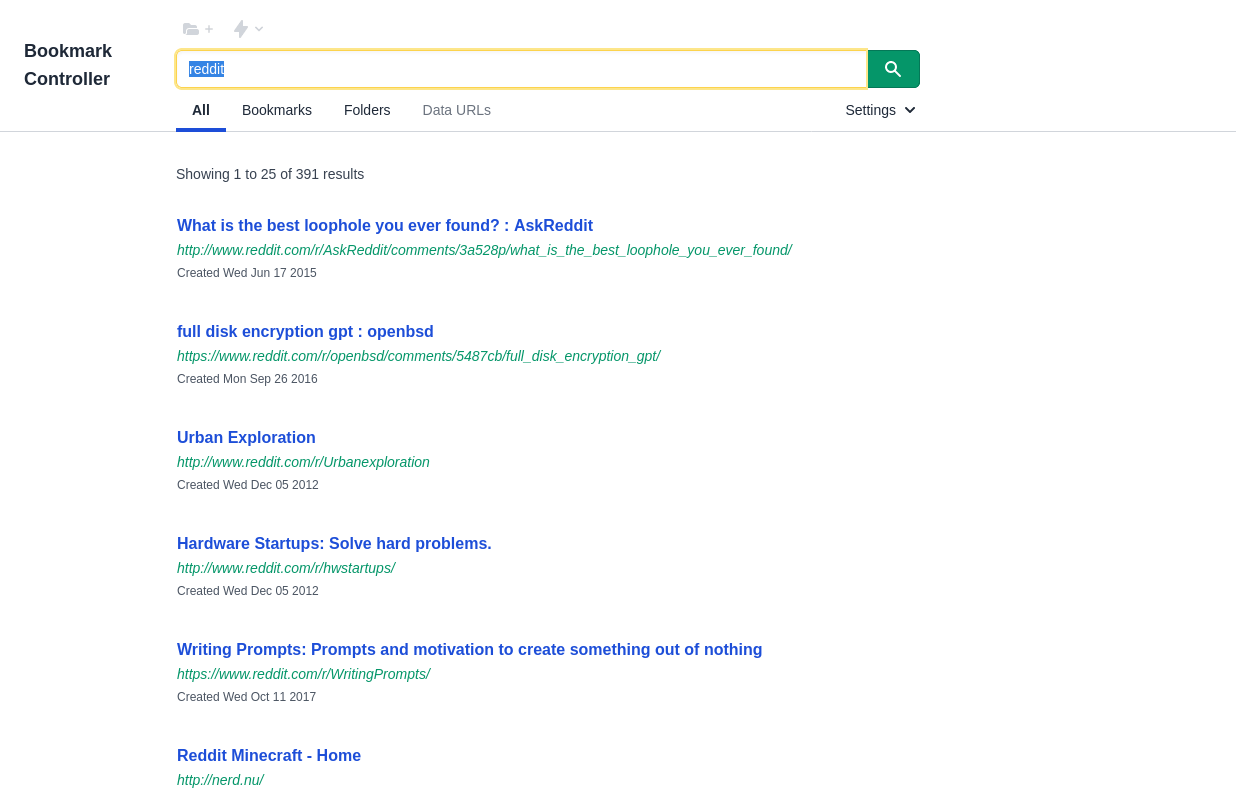 Bookmark
Controller
reddit
All Bookmarks Folders Data URLs Settings
Showing 1 to 25 of 391 results
What is the best loophole you ever found? : AskReddit
http://www.reddit.com/r/AskReddit/comments/3a528p/what_is_the_best_loophole_you_ever_found/
Created Wed Jun 17 2015
full disk encryption gpt : openbsd
https://www.reddit.com/r/openbsd/comments/5487cb/full_disk_encryption_gpt/
Created Mon Sep 26 2016
Urban Exploration
http://www.reddit.com/r/Urbanexploration
Created Wed Dec 05 2012
Hardware Startups: Solve hard problems.
http://www.reddit.com/r/hwstartups/
Created Wed Dec 05 2012
Writing Prompts: Prompts and motivation to create something out of nothing
https://www.reddit.com/r/WritingPrompts/
Created Wed Oct 11 2017
Reddit Minecraft - Home
http://nerd.nu/